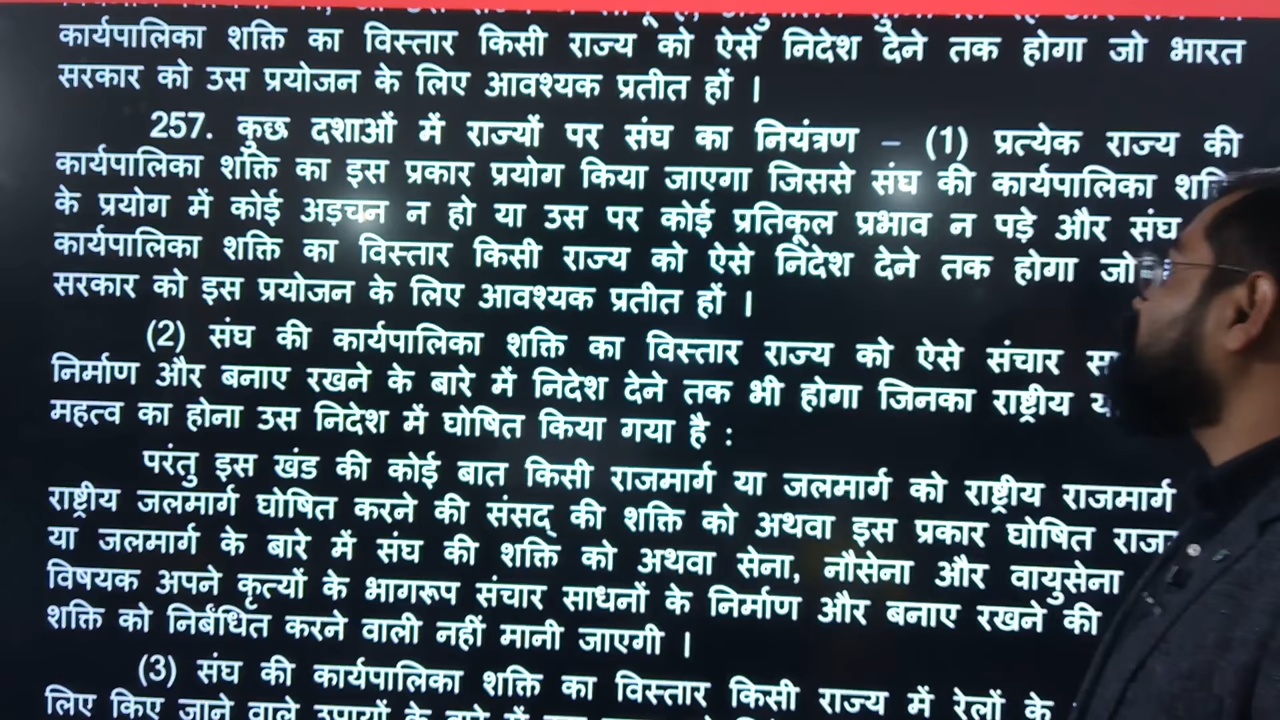 कार्यपालिका शक्ति का विस्तार किसी राज्य को ऐसे निदेश देने तक होगा जो भारत
सरकार को उस प्रयोजन के लिए आवश्यक प्रतीत हों ।
257. कुछ दशाओं में राज्यों पर संघ का नियंत्रण – (1) प्रत्येक राज्य की
कार्यपालिका शक्ति का इस प्रकार प्रयोग किया जाएगा जिससे संघ की कार्यपालिका
के प्रयोग में कोई अड़चन न हो या उस पर कोई प्रतिकूल प्रभाव न पड़े और संघ
कार्यपालिका शक्ति का विस्तार किसी राज्य को ऐसे निदेश देने तक होगा जो
सरकार को इस प्रयोजन के लिए आवश्यक प्रतीत हों ।
(2) संघ की कार्यपालिका शक्ति का विस्तार राज्य को ऐसे संचार
निर्माण और बनाए रखने के बारे में निदेश देने तक भी होगा जिनका राष्ट्रीय
महत्व का होना उस निदेश में घोषित किया गया है :
परंतु इस खंड की कोई बात किसी राजमार्ग या जलमार्ग को राष्ट्रीय राजमार्ग
राष्ट्रीय जलमार्ग घोषित करने की संसद् की शक्ति को अथवा इस प्रकार घोषित
या जलमार्ग के बारे में संघ की शक्ति को अथवा सेना, नौसेना और वायुसेना
विषयक अपने कृत्यों के भागरूप संचार साधनों के निर्माण और बनाए रखने की
शक्ति को निर्बंधित करने वाली नहीं मानी जाएगी ।
(3) संघ की कार्यपालिका शक्ति का विस्तार किसी राज्य में रेलों के
लिए किए जाने वाले उपायों के बारे में